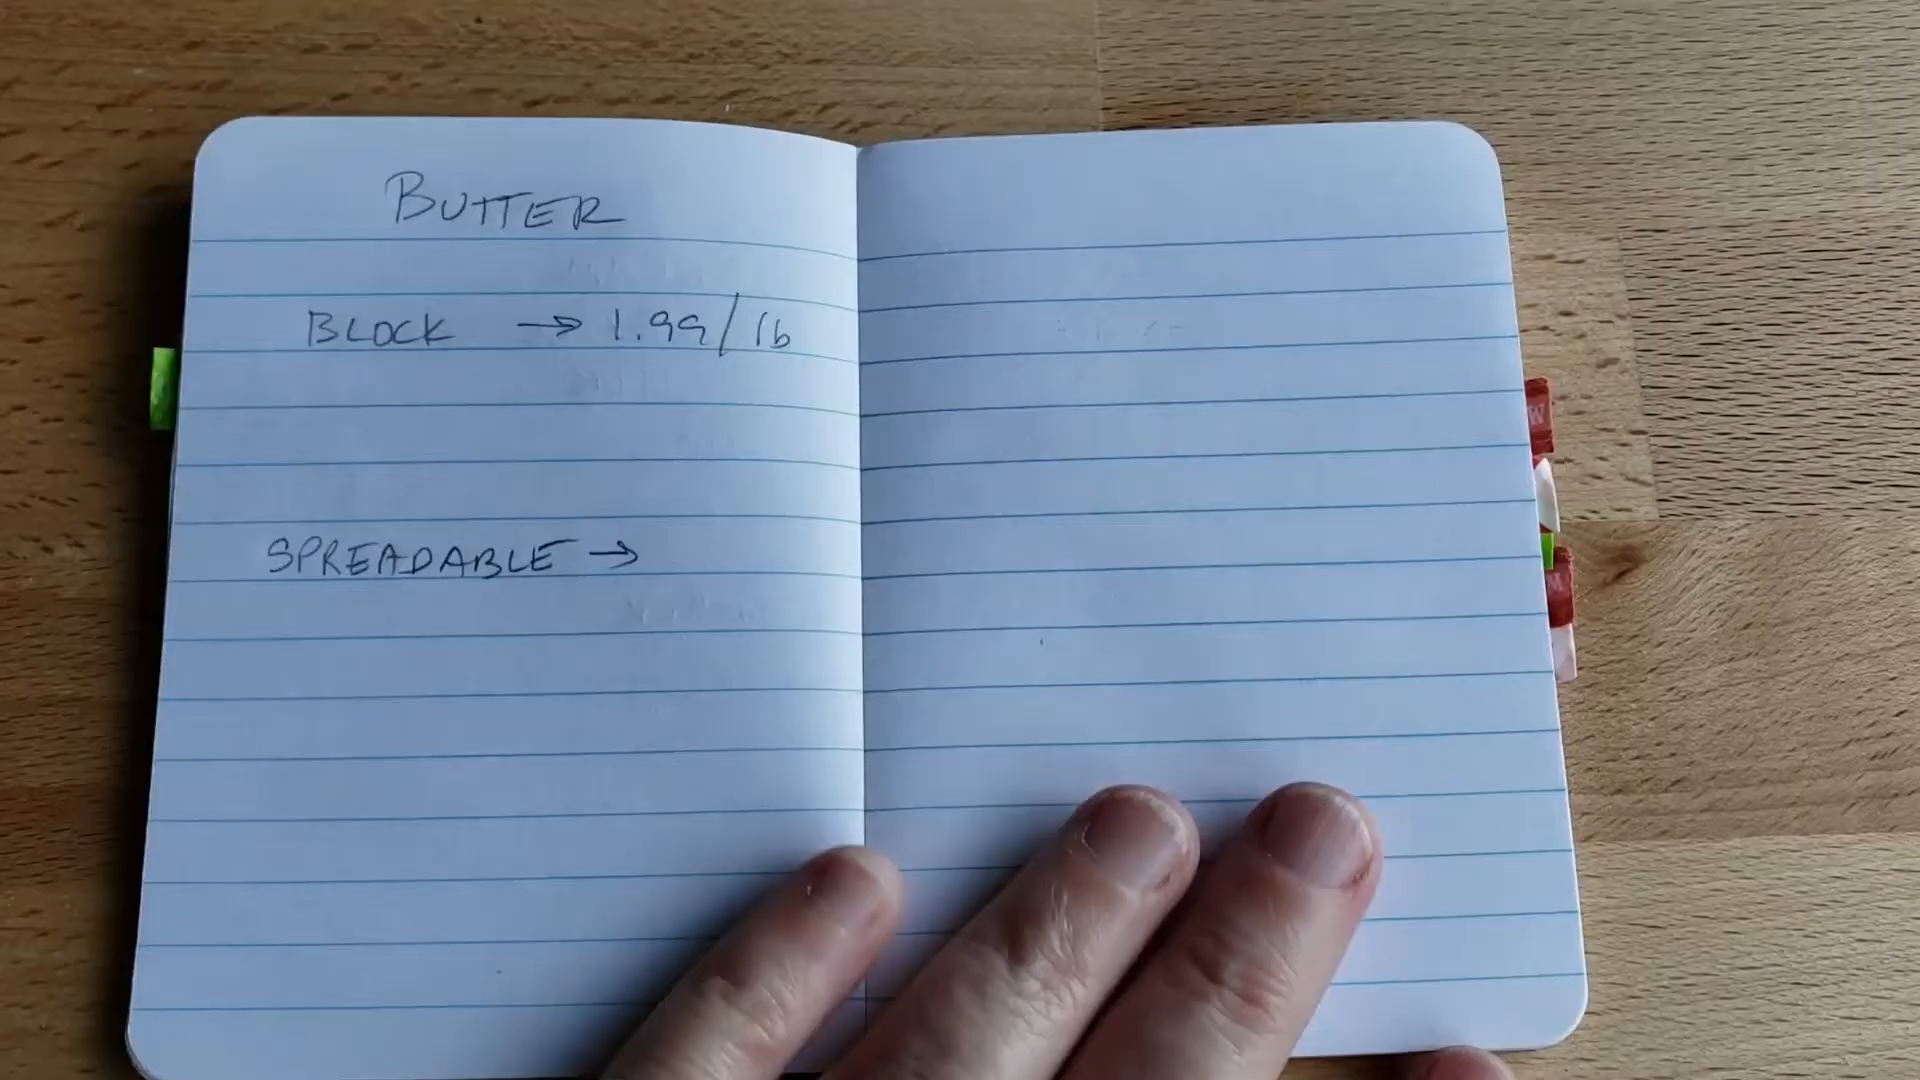 BUTTER
BLOCK → 1.99/lb
SPREADABLE →
W
M